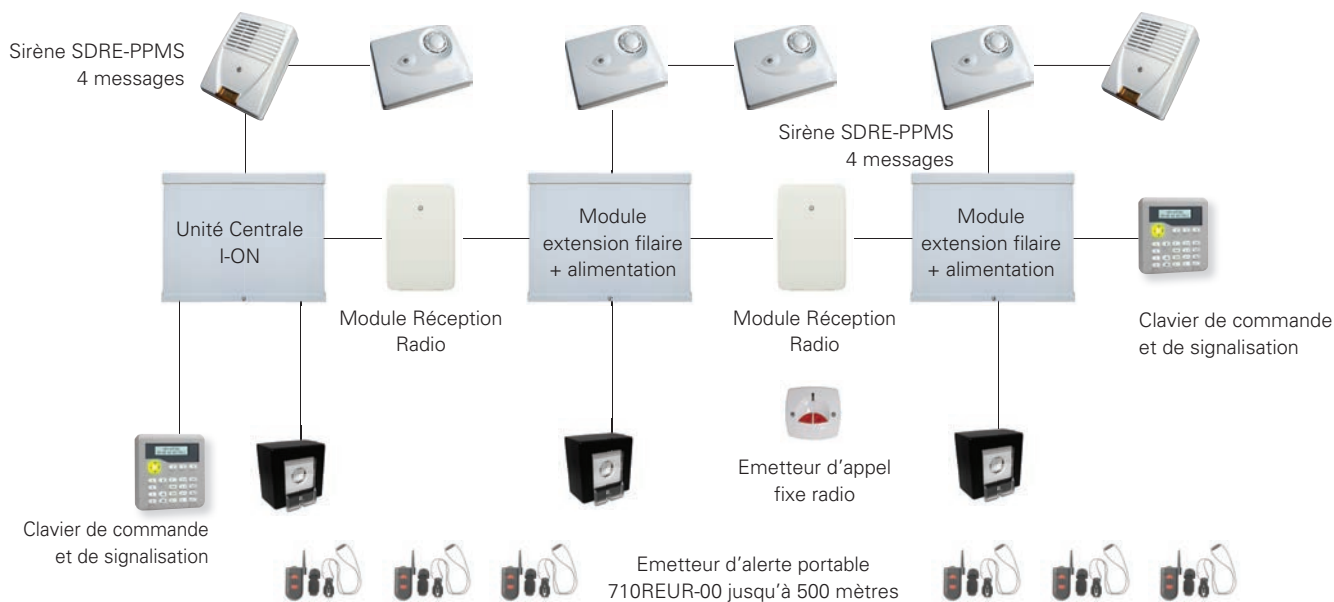 Sirène SDRE-PPMS
4 messages
Sirène SDRE-PPMS
4 messages
Unité Centrale
I-ON
Module
extension filaire
+ alimentation
Module
extension filaire
+ alimentation
Module Réception
Radio
Module Réception
Radio
Clavier de commande
et de signalisation
Emetteur d'appel
fixe radio
Clavier de commande
et de signalisation
Emetteur d'alerte portable
710REUR-00 jusqu'à 500 mètres